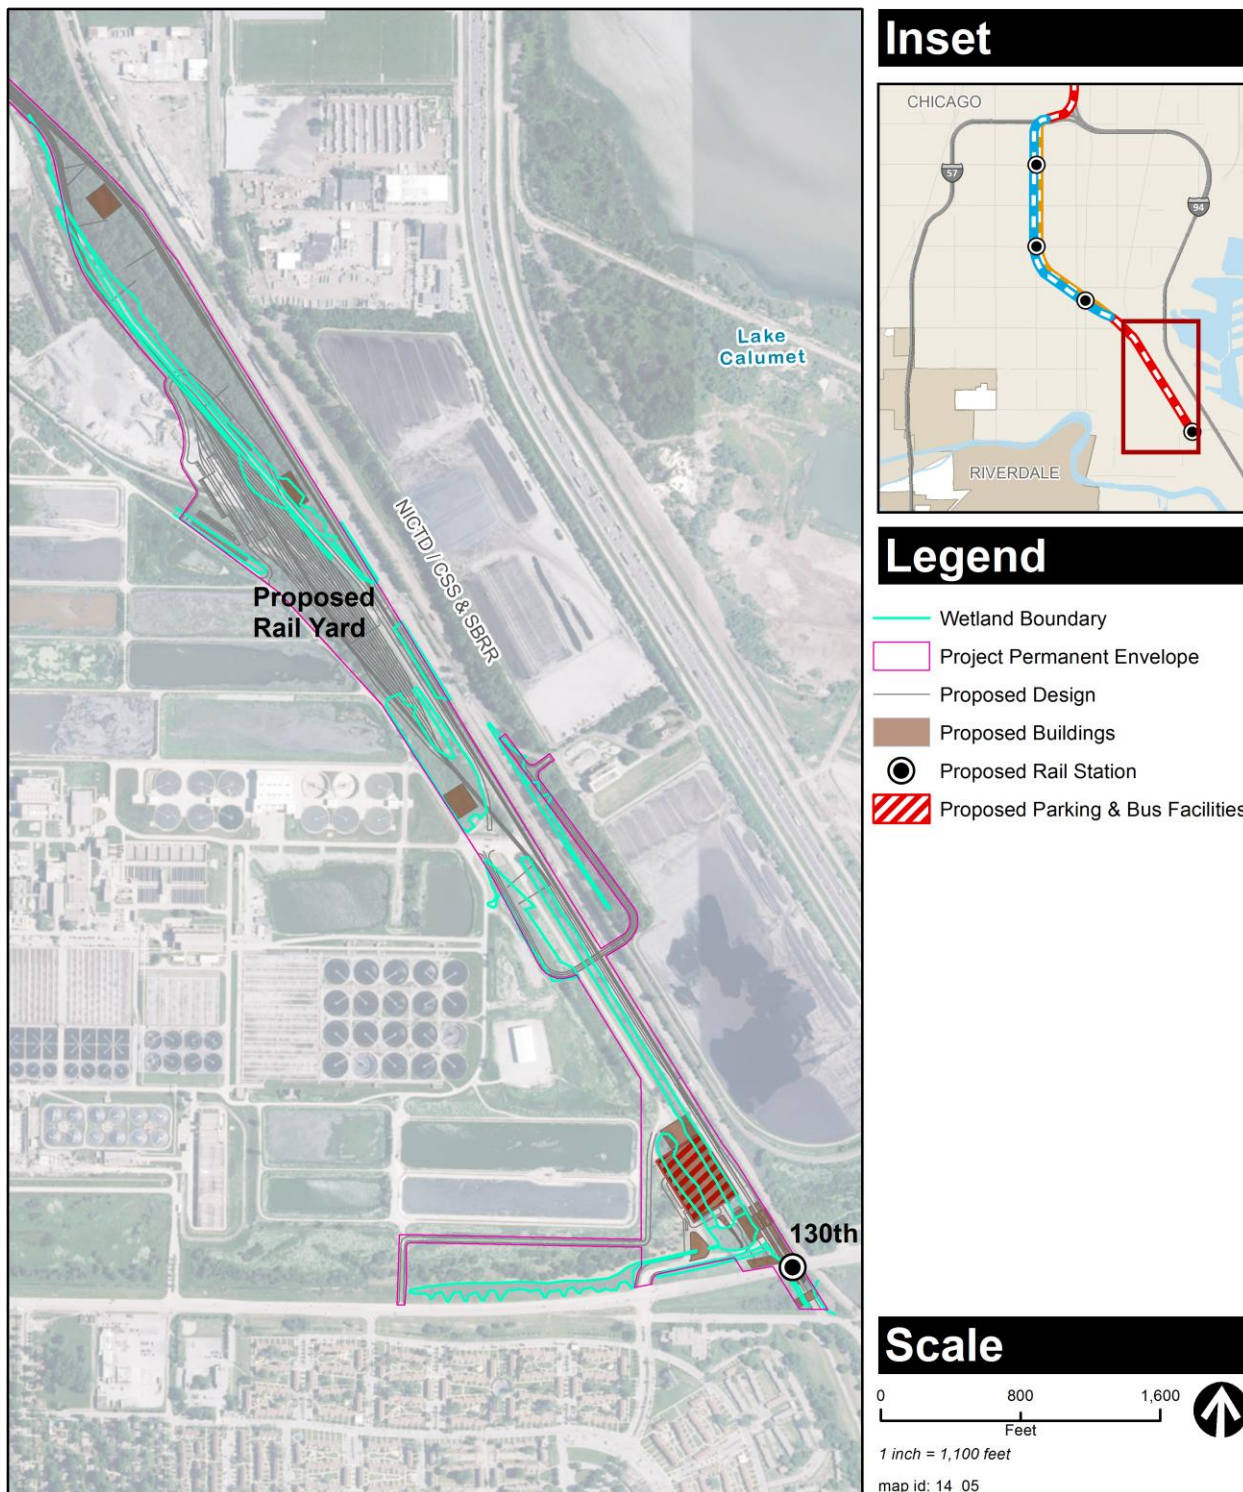 Lake
Calumet
NICTD / CSS & SBRR
Proposed
Rail Yard
130th
Inset
CHICAGO
57
94
RIVERDALE
Legend
Wetland Boundary
Project Permanent Envelope
Proposed Design
Proposed Buildings
Proposed Rail Station
Proposed Parking & Bus Facilities
Scale
0 800 1,600
Feet
1 inch = 1,100 feet
map id: 14_05